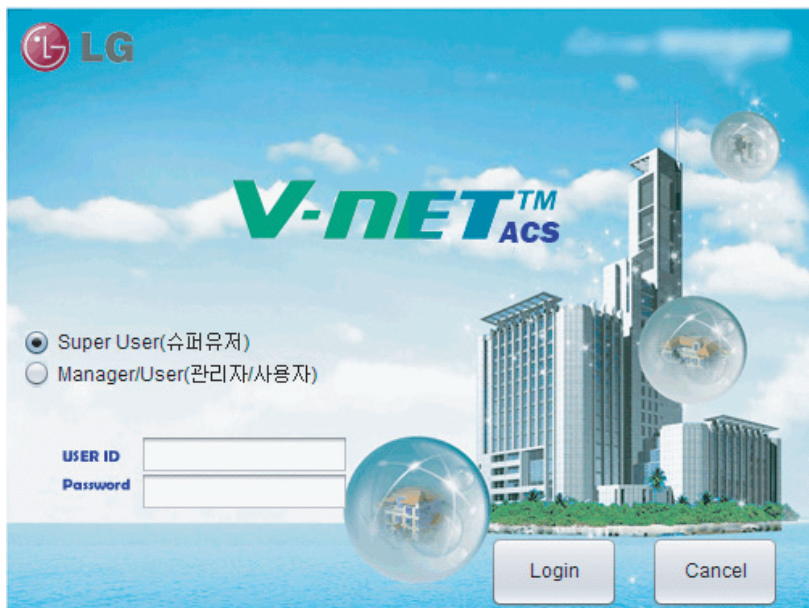 LG
V-NET™
ACS
Super User(슈퍼유저)
Manager/User(관리자/사용자)
USER ID
Password
Login
Cancel